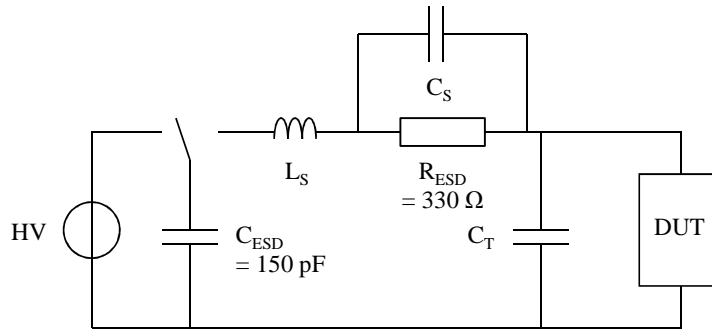 C_S
L_S
R_ESD
= 330 Ω
HV
C_ESD
= 150 pF
C_T
DUT